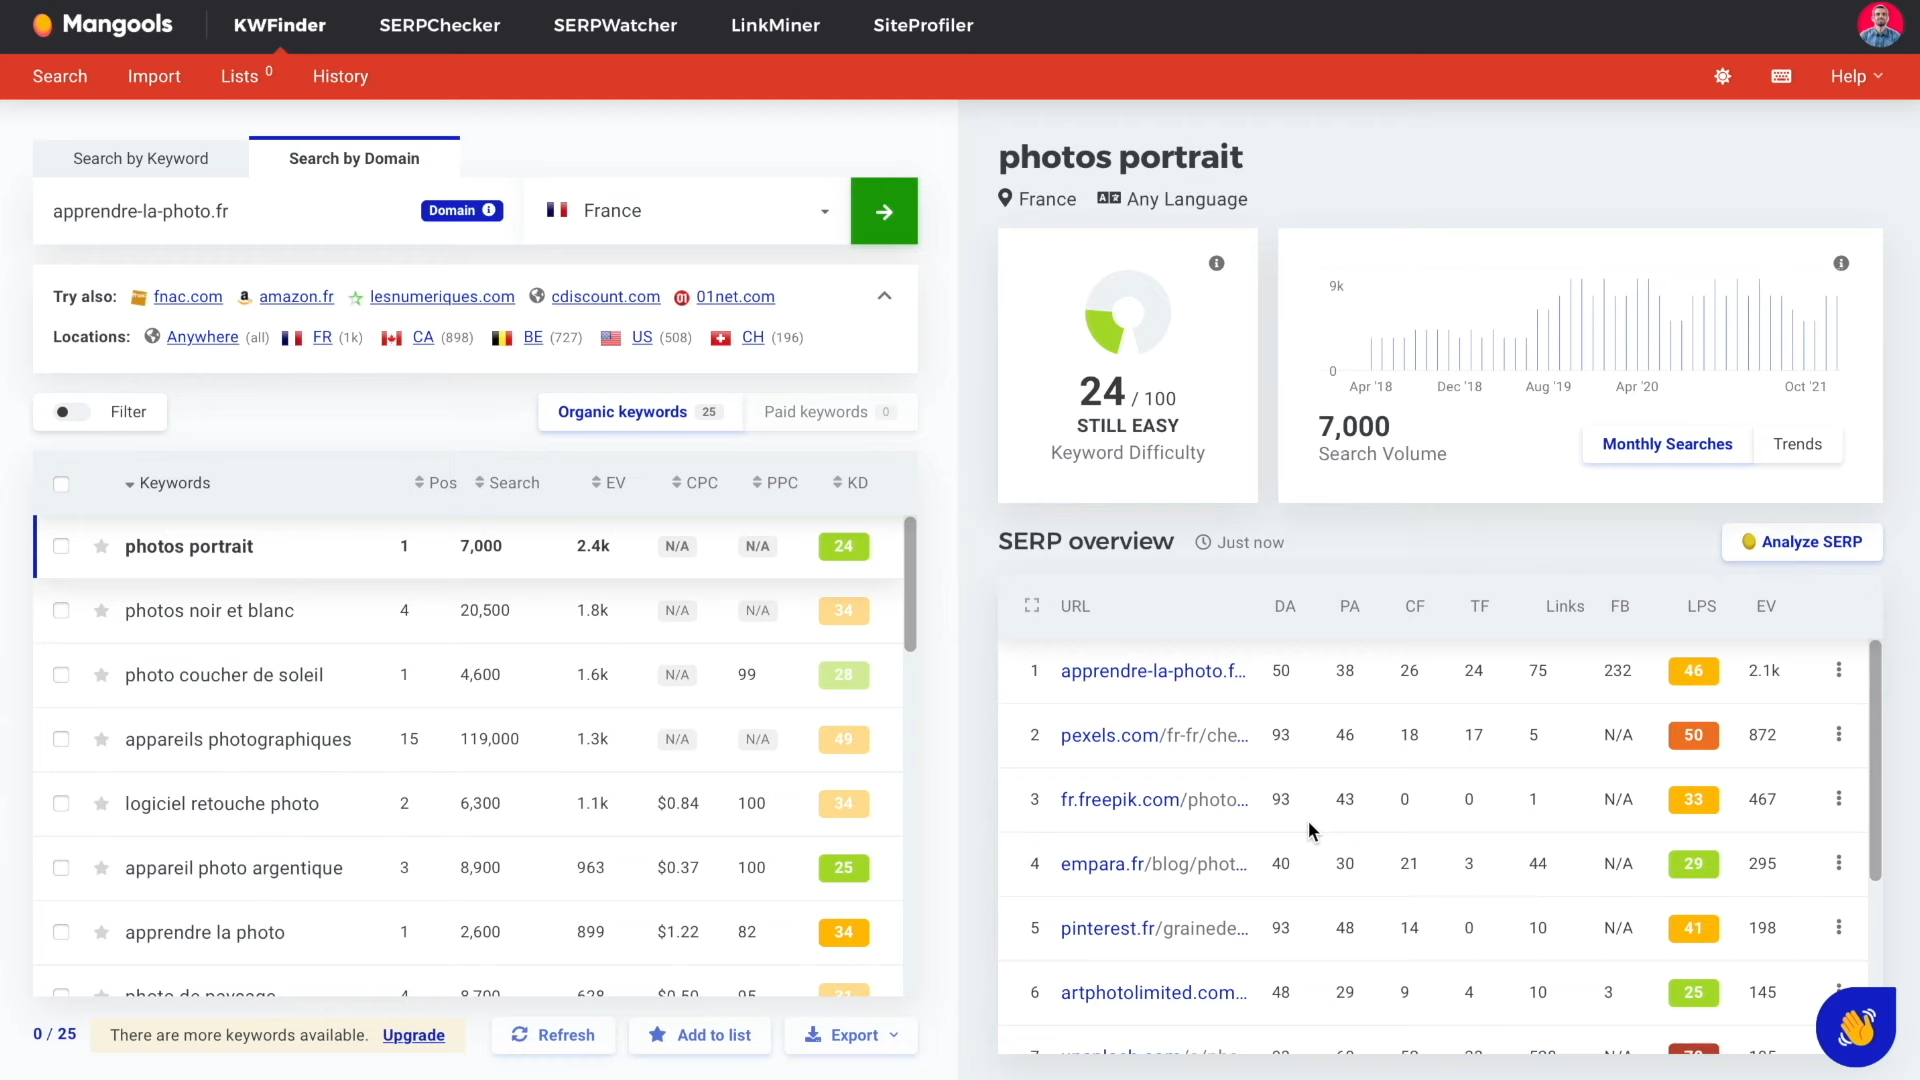 Mangools
KWFinder
SERPChecker
SERPWatcher
LinkMiner
SiteProfiler
Search
Import
Lists 0
History
Help
Search by Keyword
Search by Domain
apprendre-la-photo.fr
Domain
France
Try also: fnac.com amazon.fr lesnumeriques.com cdiscount.com 01net.com
Locations: Anywhere (all) FR (1k) CA (898) BE (727) US (508) CH (196)
Filter
Organic keywords 25
Paid keywords 0
Keywords Pos Search EV CPC PPC KD
photos portrait 1 7,000 2.4k N/A N/A 24
photos noir et blanc 4 20,500 1.8k N/A N/A 34
photo coucher de soleil 1 4,600 1.6k N/A 99 28
appareils photographiques 15 119,000 1.3k N/A N/A 49
logiciel retouche photo 2 6,300 1.1k $0.84 100 34
appareil photo argentique 3 8,900 963 $0.37 100 25
apprendre la photo 1 2,600 899 $1.22 82 34
photo de paysage 4 8,700 628 $0.50 95 31
0 / 25
There are more keywords available. Upgrade
Refresh
Add to list
Export
photos portrait
France
Any Language
24 / 100
STILL EASY
Keyword Difficulty
9k
0
Apr '18 Dec '18 Aug '19 Apr '20 Oct '21
7,000
Search Volume
Monthly Searches
Trends
SERP overview
Just now
Analyze SERP
URL DA PA CF TF Links FB LPS EV
1 apprendre-la-photo.f... 50 38 26 24 75 232 46 2.1k
2 pexels.com/fr-fr/che... 93 46 18 17 5 N/A 50 872
3 fr.freepik.com/photo... 93 43 0 0 1 N/A 33 467
4 empara.fr/blog/phot... 40 30 21 3 44 N/A 29 295
5 pinterest.fr/grainede... 93 48 14 0 10 N/A 41 198
6 artphotolimited.com... 48 29 9 4 10 3 25 145